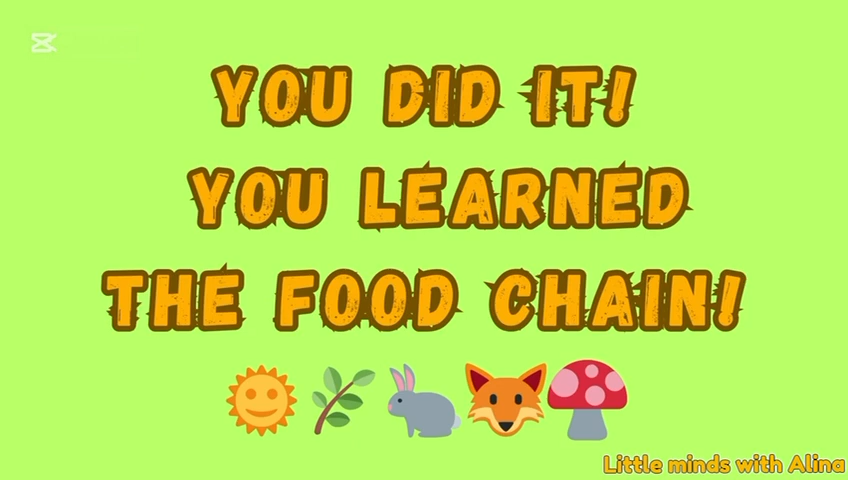 YOU DID IT!
YOU LEARNED
THE FOOD CHAIN!
Little minds with Alina